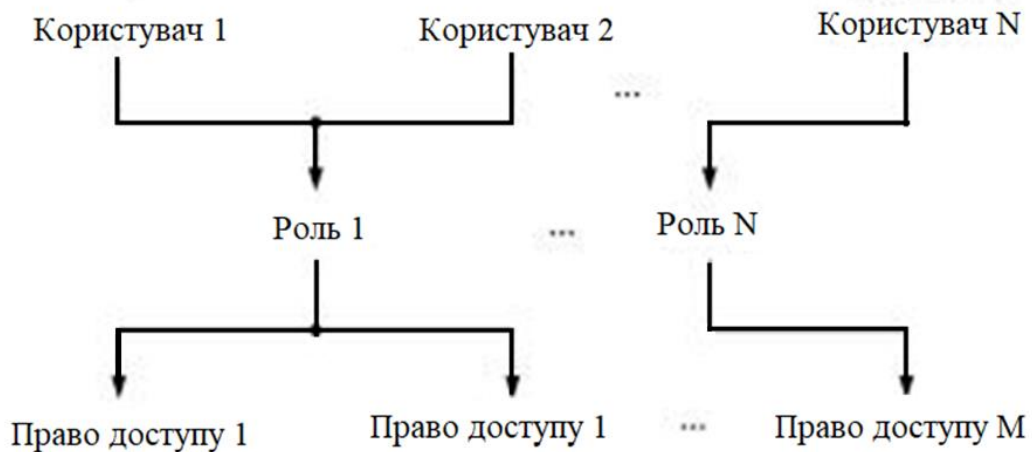 Користувач 1 Користувач 2 Користувач N
...
Роль 1 ... Роль N
Право доступу 1 Право доступу 1 ... Право доступу M